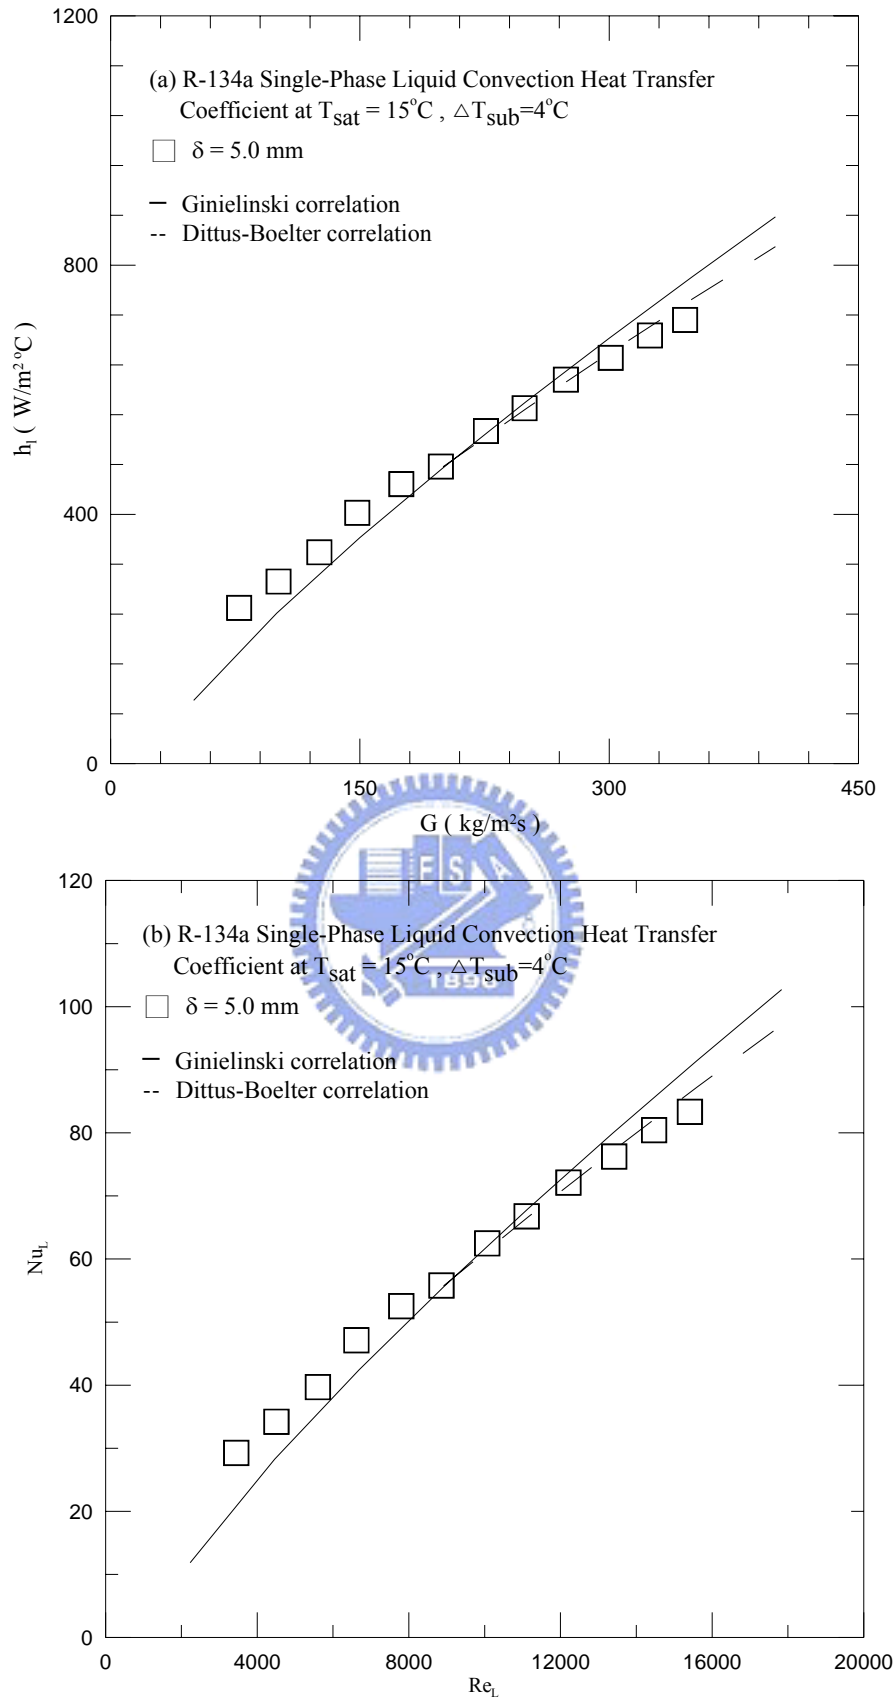 1200
(a) R-134a Single-Phase Liquid Convection Heat Transfer
Coefficient at Tsat = 15°C , △Tsub=4°C
□ δ = 5.0 mm
– Ginielinski correlation
-- Dittus-Boelter correlation
800
hl ( W/m² °C )
400
0
0 150 300 450
G ( kg/m²s )
ESA
1896
120
(b) R-134a Single-Phase Liquid Convection Heat Transfer
Coefficient at Tsat = 15°C , △Tsub=4°C
□ δ = 5.0 mm
– Ginielinski correlation
-- Dittus-Boelter correlation
100
80
60
NuL
40
20
0
0 4000 8000 12000 16000 20000
ReL